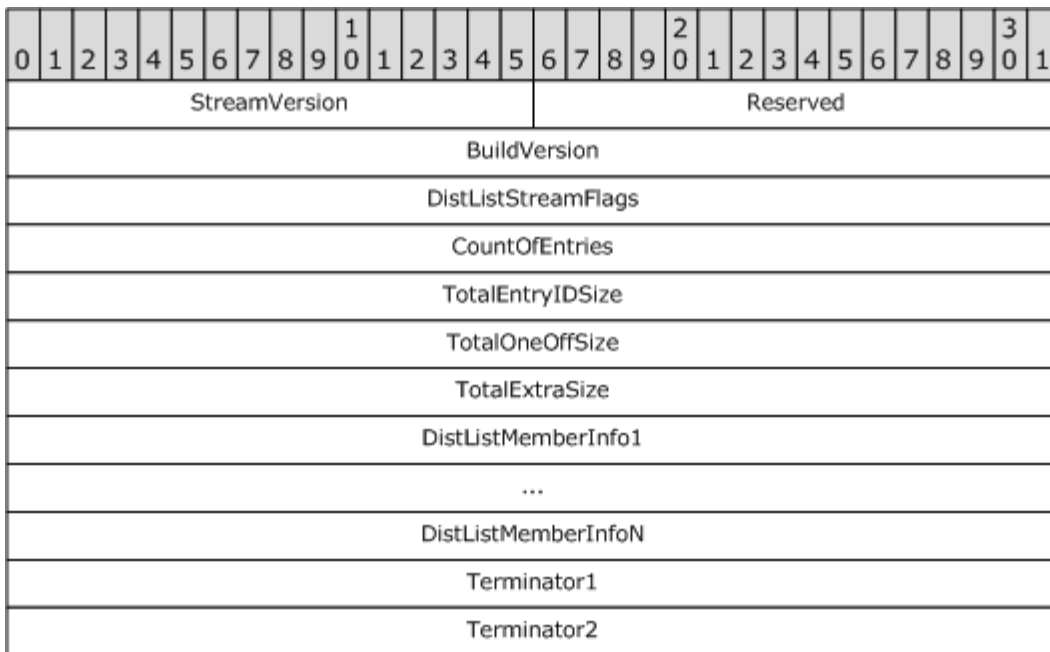 1 2 3
0 1 2 3 4 5 6 7 8 9 0 1 2 3 4 5 6 7 8 9 0 1 2 3 4 5 6 7 8 9 0 1
StreamVersion Reserved
BuildVersion
DistListStreamFlags
CountOfEntries
TotalEntryIDSize
TotalOneOffSize
TotalExtraSize
DistListMemberInfo1
...
DistListMemberInfoN
Terminator1
Terminator2